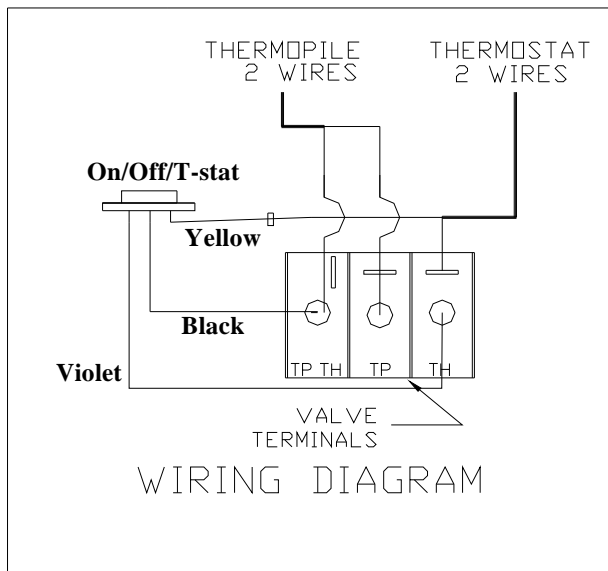 THERMOPILE
2 WIRES
THERMOSTAT
2 WIRES
On/Off/T-stat
Yellow
Black
Violet
TP TH
TP
TH
VALVE
TERMINALS
WIRING DIAGRAM